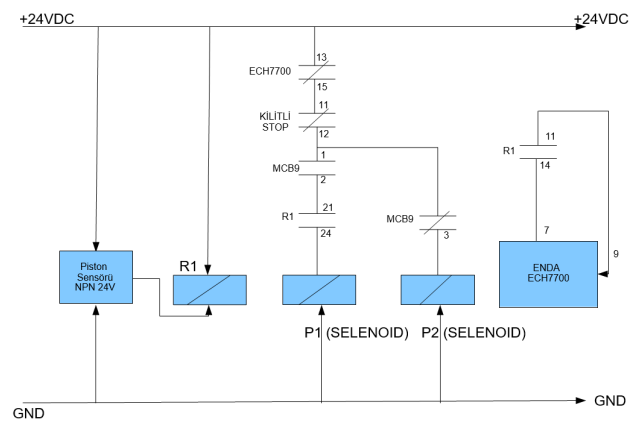 +24VDC
+24VDC
13
ECH7700
15
11
KİLİTLİ
STOP
12
1
MCB9
2
21
R1
24
MCB9
3
11
R1
14
7
9
Piston
Sensörü
NPN 24V
R1
ENDA
ECH7700
P1 (SELENOID)
P2 (SELENOID)
GND
GND